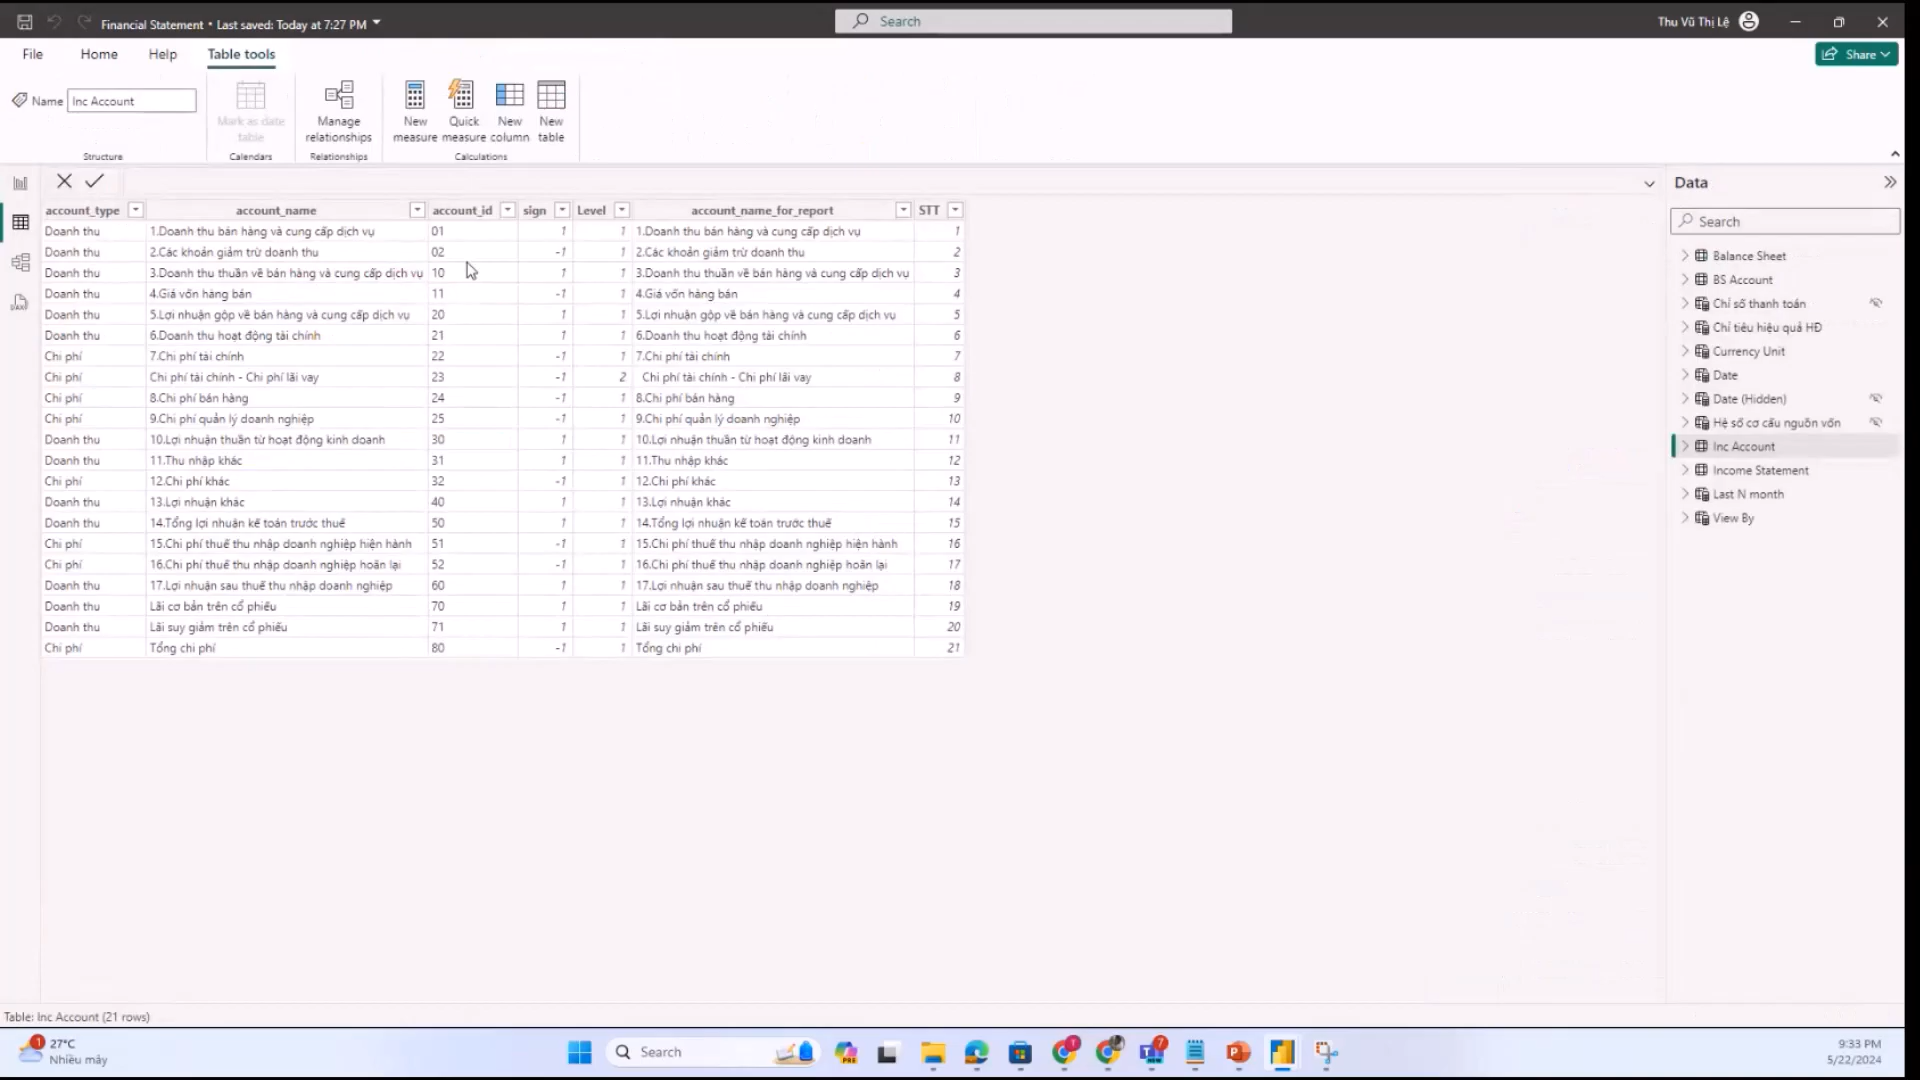 Financial Statement • Last saved: Today at 7:27 PM
Search
Thu Vũ Thị Lệ
File Home Help Table tools
Share
Name Inc Account
Mark as date table
Manage relationships
New measure
Quick measure
New column
New table
Structure Calendars Relationships Calculations
account_type account_name account_id sign Level account_name_for_report STT
Doanh thu 1.Doanh thu bán hàng và cung cấp dịch vụ 01 1 1 1.Doanh thu bán hàng và cung cấp dịch vụ 1
Doanh thu 2.Các khoản giảm trừ doanh thu 02 -1 1 2.Các khoản giảm trừ doanh thu 2
Doanh thu 3.Doanh thu thuần về bán hàng và cung cấp dịch vụ 10 1 1 3.Doanh thu thuần về bán hàng và cung cấp dịch vụ 3
Doanh thu 4.Giá vốn hàng bán 11 -1 1 4.Giá vốn hàng bán 4
Doanh thu 5.Lợi nhuận gộp về bán hàng và cung cấp dịch vụ 20 1 1 5.Lợi nhuận gộp về bán hàng và cung cấp dịch vụ 5
Doanh thu 6.Doanh thu hoạt động tài chính 21 1 1 6.Doanh thu hoạt động tài chính 6
Chi phí 7.Chi phí tài chính 22 -1 1 7.Chi phí tài chính 7
Chi phí Chi phí tài chính - Chi phí lãi vay 23 -1 2 Chi phí tài chính - Chi phí lãi vay 8
Chi phí 8.Chi phí bán hàng 24 -1 1 8.Chi phí bán hàng 9
Chi phí 9.Chi phí quản lý doanh nghiệp 25 -1 1 9.Chi phí quản lý doanh nghiệp 10
Doanh thu 10.Lợi nhuận thuần từ hoạt động kinh doanh 30 1 1 10.Lợi nhuận thuần từ hoạt động kinh doanh 11
Doanh thu 11.Thu nhập khác 31 1 1 11.Thu nhập khác 12
Chi phí 12.Chi phí khác 32 -1 1 12.Chi phí khác 13
Doanh thu 13.Lợi nhuận khác 40 1 1 13.Lợi nhuận khác 14
Doanh thu 14.Tổng lợi nhuận kế toán trước thuế 50 1 1 14.Tổng lợi nhuận kế toán trước thuế 15
Chi phí 15.Chi phí thuế thu nhập doanh nghiệp hiện hành 51 -1 1 15.Chi phí thuế thu nhập doanh nghiệp hiện hành 16
Chi phí 16.Chi phí thuế thu nhập doanh nghiệp hoãn lại 52 -1 1 16.Chi phí thuế thu nhập doanh nghiệp hoãn lại 17
Doanh thu 17.Lợi nhuận sau thuế thu nhập doanh nghiệp 60 1 1 17.Lợi nhuận sau thuế thu nhập doanh nghiệp 18
Doanh thu Lãi cơ bản trên cổ phiếu 70 1 1 Lãi cơ bản trên cổ phiếu 19
Doanh thu Lãi suy giảm trên cổ phiếu 71 1 1 Lãi suy giảm trên cổ phiếu 20
Chi phí Tổng chi phí 80 -1 1 Tổng chi phí 21
Data
Search
Balance Sheet
BS Account
Chỉ số thanh toán
Chỉ tiêu hiệu quả HĐ
Currency Unit
Date
Date (Hidden)
Hệ số cơ cấu nguồn vốn
Inc Account
Income Statement
Last N month
View By
Table: Inc Account (21 rows)
1
27°C
Nhiều mây
Search
PRE
1
7
9:33 PM
5/22/2024